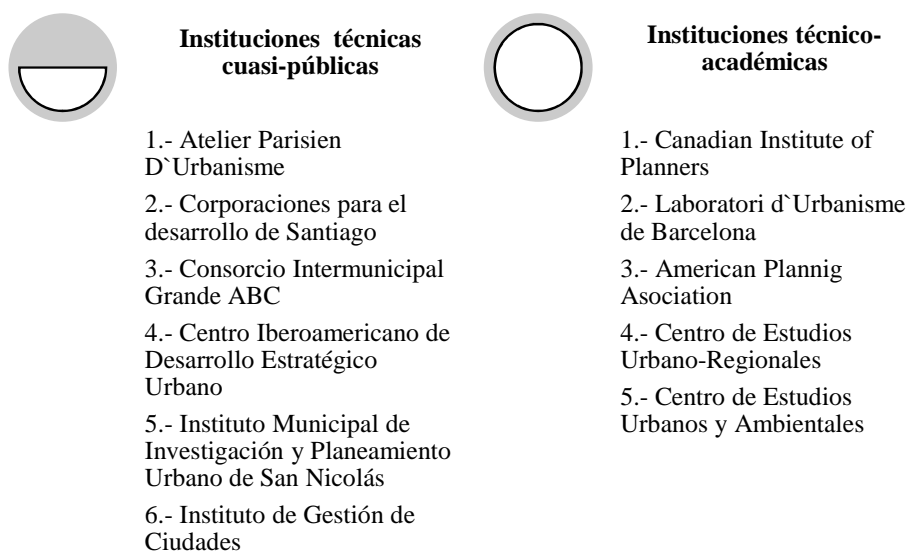 Instituciones técnicas
cuasi-públicas
1.- Atelier Parisien
D`Urbanisme
2.- Corporaciones para el
desarrollo de Santiago
3.- Consorcio Intermunicipal
Grande ABC
4.- Centro Iberoamericano de
Desarrollo Estratégico
Urbano
5.- Instituto Municipal de
Investigación y Planeamiento
Urbano de San Nicolás
6.- Instituto de Gestión de
Ciudades
Instituciones técnico-
académicas
1.- Canadian Institute of
Planners
2.- Laboratori d`Urbanisme
de Barcelona
3.- American Plannig
Asociation
4.- Centro de Estudios
Urbano-Regionales
5.- Centro de Estudios
Urbanos y Ambientales